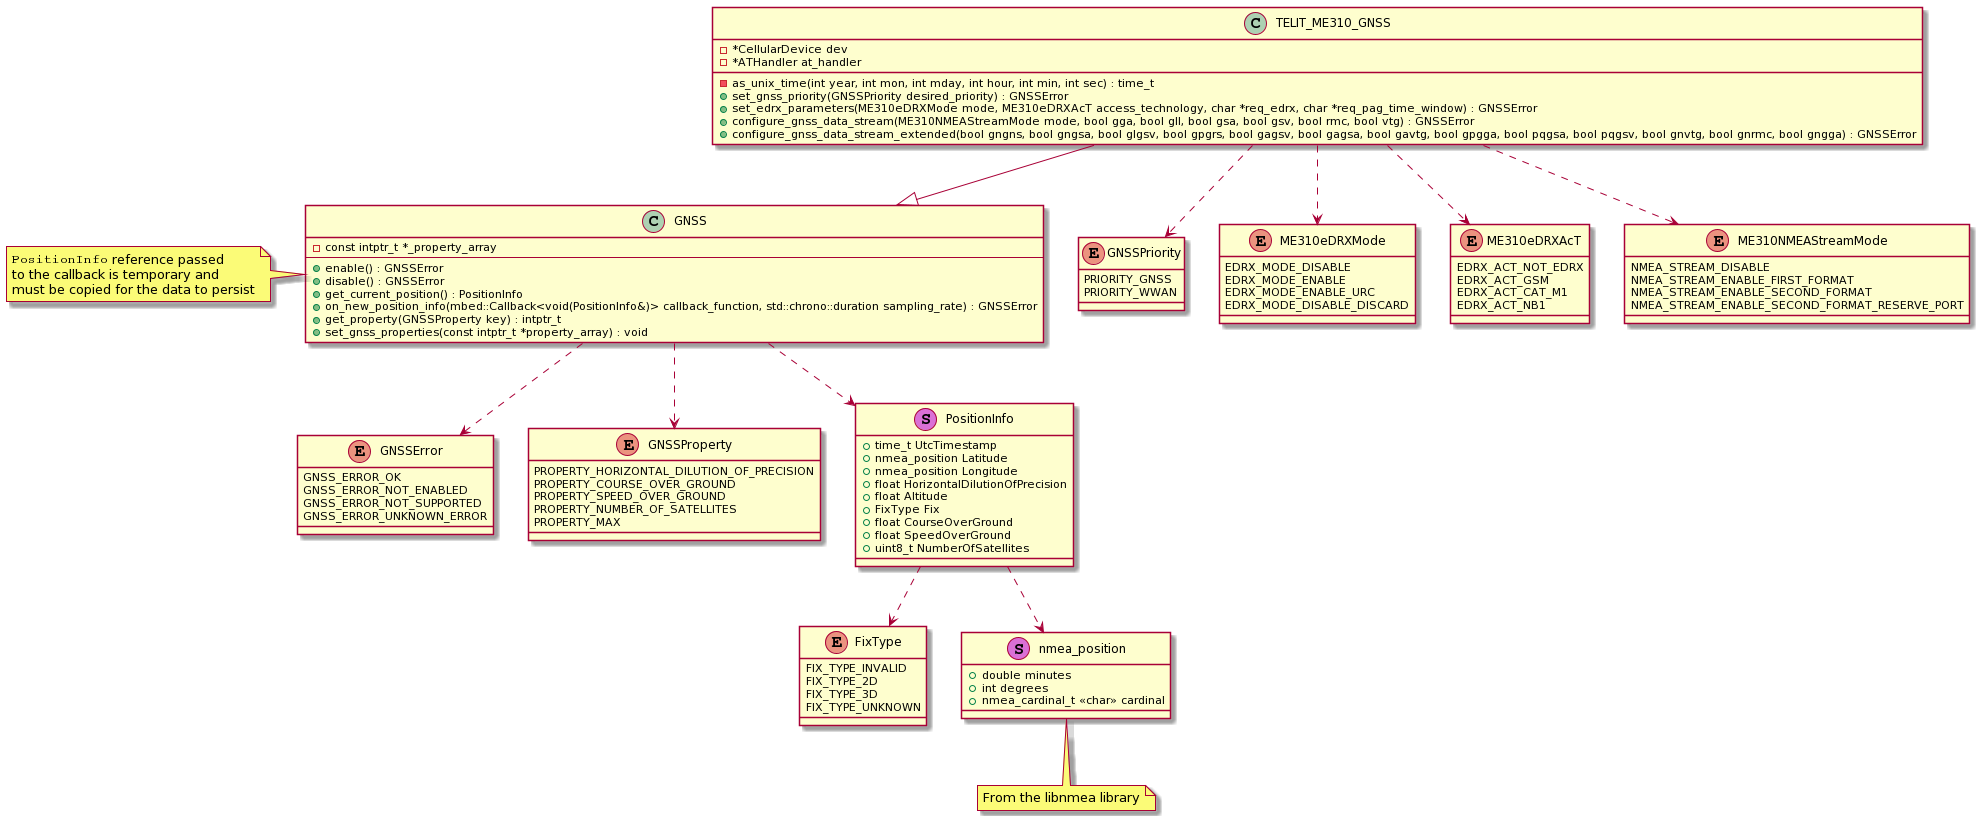 C TELIT_ME310_GNSS
*CellularDevice dev
*ATHandler at_handler
as_unix_time(int year, int mon, int mday, int hour, int min, int sec) : time_t
set_gnss_priority(GNSSPriority desired_priority) : GNSSError
set_edrx_parameters(ME310eDRXMode mode, ME310eDRXAcT access_technology, char *req_edrx, char *req_pag_time_window) : GNSSError
configure_gnss_data_stream(ME310NMEAStreamMode mode, bool gga, bool gll, bool gsa, bool gsv, bool rmc, bool vtg) : GNSSError
configure_gnss_data_stream_extended(bool gngns, bool gngsa, bool glgsv, bool gpgrs, bool gagsv, bool gagsa, bool gavtg, bool gpgga, bool pqgsa, bool pqgsv, bool gnvtg, bool gnrmc, bool gngga) : GNSSError
PositionInfo reference passed
to the callback is temporary and
must be copied for the data to persist
C GNSS
const intptr_t *_property_array
enable() : GNSSError
disable() : GNSSError
get_current_position() : PositionInfo
on_new_position_info(mbed::Callback<void(PositionInfo&)> callback_function, std::chrono::duration sampling_rate) : GNSSError
get_property(GNSSProperty key) : intptr_t
set_gnss_properties(const intptr_t *property_array) : void
E GNSSPriority
PRIORITY_GNSS
PRIORITY_WWAN
E ME310eDRXMode
EDRX_MODE_DISABLE
EDRX_MODE_ENABLE
EDRX_MODE_ENABLE_URC
EDRX_MODE_DISABLE_DISCARD
E ME310eDRXAcT
EDRX_ACT_NOT_EDRX
EDRX_ACT_GSM
EDRX_ACT_CAT_M1
EDRX_ACT_NB1
E ME310NMEAStreamMode
NMEA_STREAM_DISABLE
NMEA_STREAM_ENABLE_FIRST_FORMAT
NMEA_STREAM_ENABLE_SECOND_FORMAT
NMEA_STREAM_ENABLE_SECOND_FORMAT_RESERVE_PORT
E GNSSError
GNSS_ERROR_OK
GNSS_ERROR_NOT_ENABLED
GNSS_ERROR_NOT_SUPPORTED
GNSS_ERROR_UNKNOWN_ERROR
E GNSSProperty
PROPERTY_HORIZONTAL_DILUTION_OF_PRECISION
PROPERTY_COURSE_OVER_GROUND
PROPERTY_SPEED_OVER_GROUND
PROPERTY_NUMBER_OF_SATELLITES
PROPERTY_MAX
S PositionInfo
time_t UtcTimestamp
nmea_position Latitude
nmea_position Longitude
float HorizontalDilutionOfPrecision
float Altitude
FixType Fix
float CourseOverGround
float SpeedOverGround
uint8_t NumberOfSatellites
E FixType
FIX_TYPE_INVALID
FIX_TYPE_2D
FIX_TYPE_3D
FIX_TYPE_UNKNOWN
S nmea_position
double minutes
int degrees
nmea_cardinal_t «char» cardinal
From the libnmea library